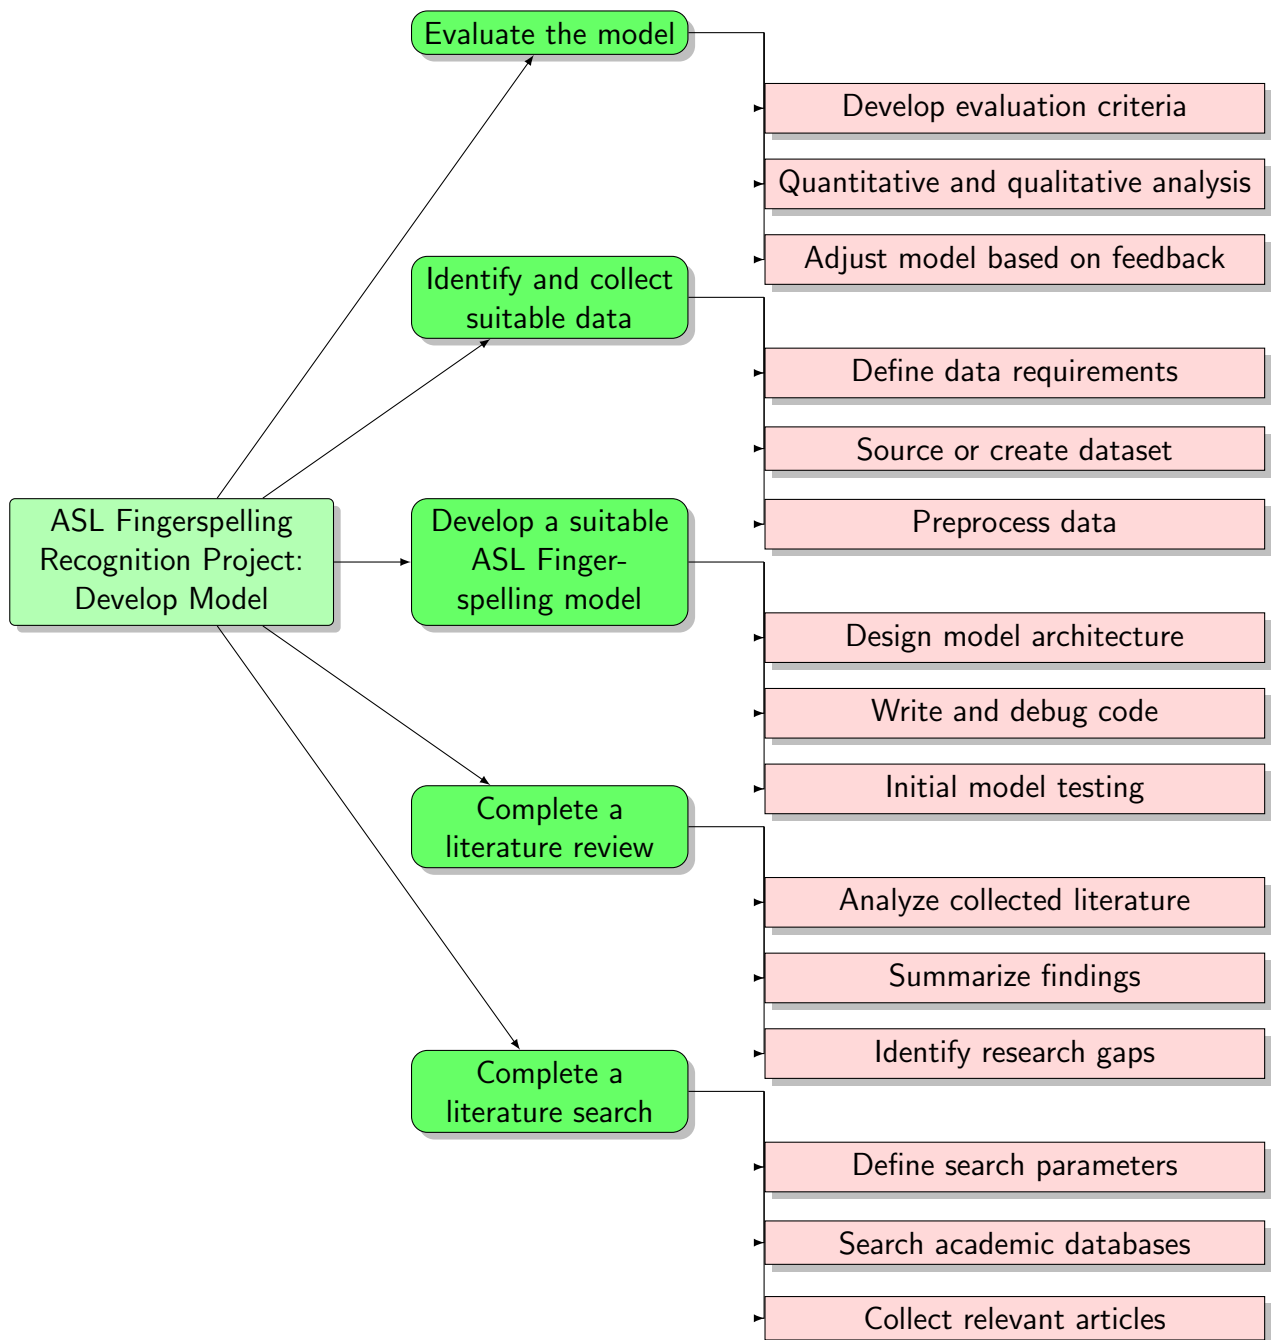 Evaluate the model
Develop evaluation criteria
Quantitative and qualitative analysis
Adjust model based on feedback
Identify and collect
suitable data
Define data requirements
Source or create dataset
Preprocess data
ASL Fingerspelling
Recognition Project:
Develop Model
Develop a suitable
ASL Finger-
spelling model
Design model architecture
Write and debug code
Initial model testing
Complete a
literature review
Analyze collected literature
Summarize findings
Identify research gaps
Complete a
literature search
Define search parameters
Search academic databases
Collect relevant articles